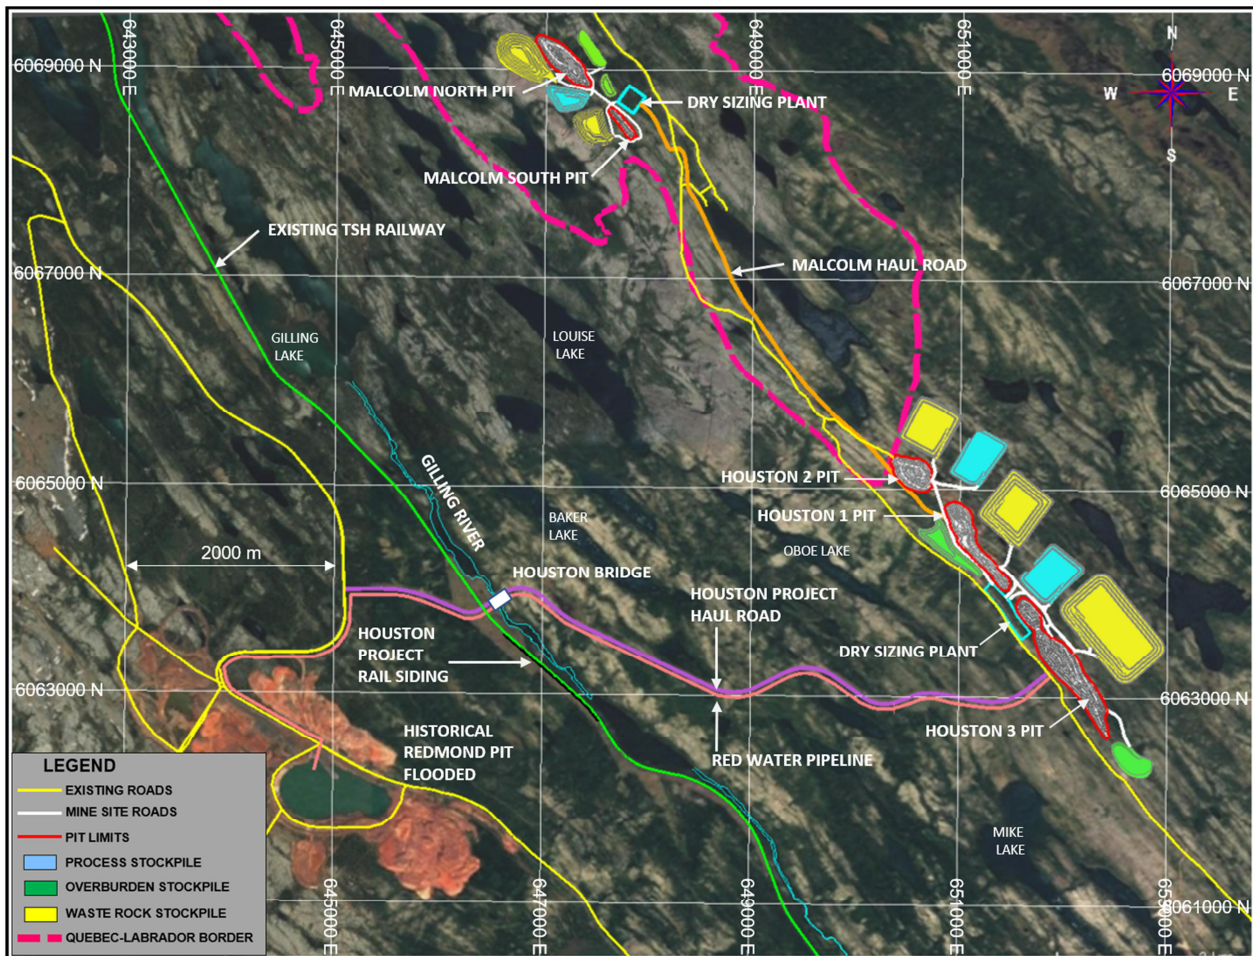 643000 E
645000 E
649000 E
651000 E
N
6069000 N
6069000 N
W
E
S
MALCOLM NORTH PIT
DRY SIZING PLANT
MALCOLM SOUTH PIT
EXISTING TSH RAILWAY
MALCOLM HAUL ROAD
6067000 N
6067000 N
GILLING
LAKE
LOUISE
LAKE
GILLING RIVER
HOUSTON 2 PIT
6065000 N
6065000 N
HOUSTON 1 PIT
BAKER
LAKE
OBOE LAKE
2000 m
HOUSTON BRIDGE
HOUSTON PROJECT
HAUL ROAD
HOUSTON
PROJECT
RAIL SIDING
DRY SIZING PLANT
6063000 N
6063000 N
HOUSTON 3 PIT
HISTORICAL
REDMOND PIT
FLOODED
RED WATER PIPELINE
MIKE
LAKE
LEGEND
EXISTING ROADS
MINE SITE ROADS
PIT LIMITS
PROCESS STOCKPILE
OVERBURDEN STOCKPILE
WASTE ROCK STOCKPILE
QUEBEC-LABRADOR BORDER
645000 E
647000 E
649000 E
651000 E
6061000 N